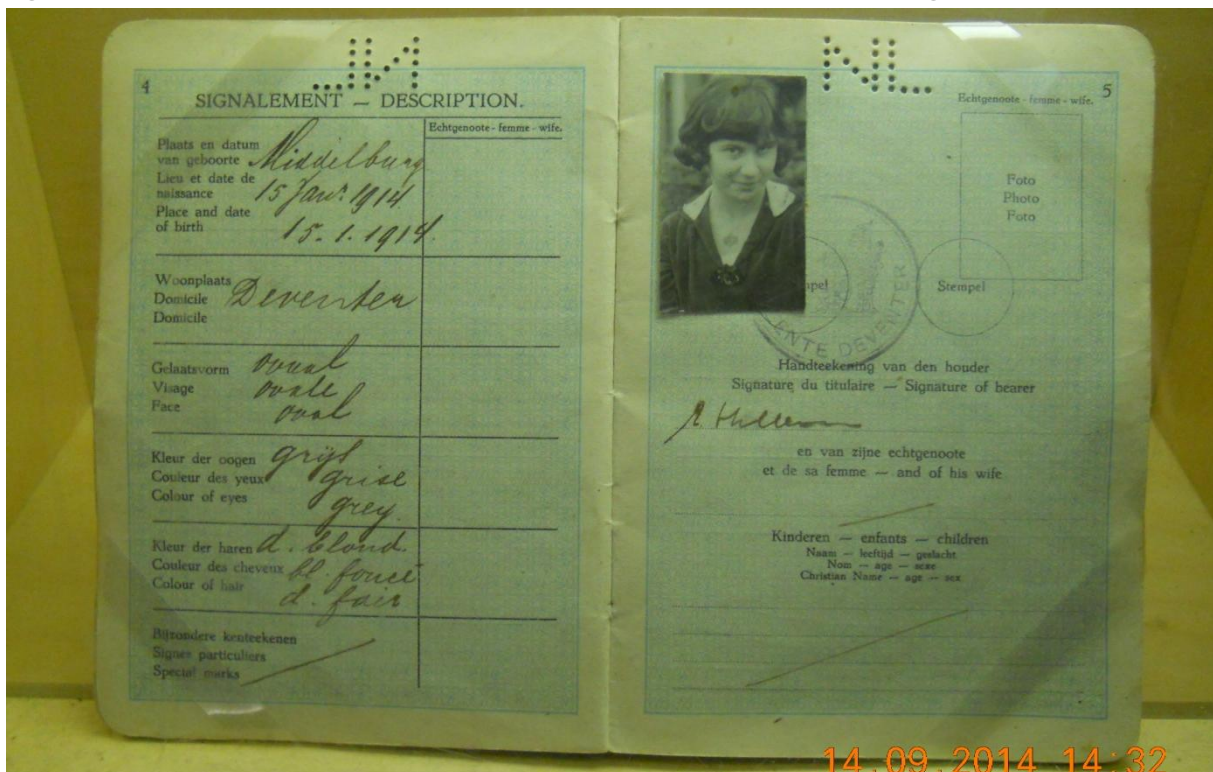 4
SIGNALEMENT — DESCRIPTION.
Echtgenoote - femme - wife.
Plaats en datum
van geboorte Middelburg
Lieu et date de
naissance 15 Jan. 1914
Place and date
of birth 15. 1. 1914.
Woonplaats
Domicile Deventer
Domicile
Gelaatsvorm ovaal
Visage ovale
Face oval
Kleur der oogen grijs
Couleur des yeux grise
Colour of eyes grey.
Kleur der haren d. blond.
Couleur des cheveux bl. foncé
Colour of hair d. fair
Bijzondere kenteekenen
Signes particuliers
Special marks
NL
5
Echtgenoote - femme - wife.
Foto
Photo
Foto
Stempel
ENTE DEVENTER
Handteekening van den houder
Signature du titulaire — Signature of bearer
en van zijne echtgenoote
et de sa femme — and of his wife
Kinderen — enfants — children
Naam — leeftijd — geslacht
Nom — age — sexe
Christian Name — age — sex
14.09.2014 14:32